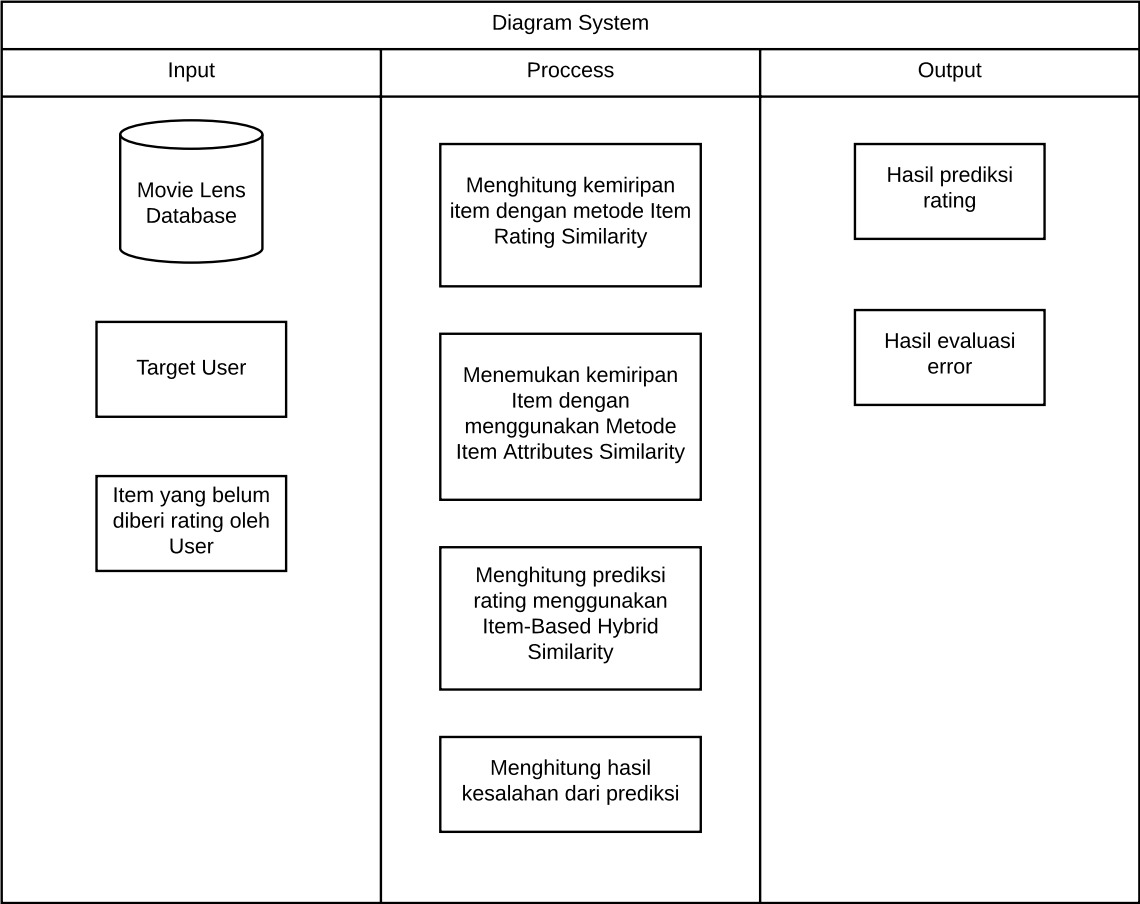 Diagram System
Input
Proccess
Output
Movie Lens
Database
Target User
Item yang belum
diberi rating oleh
User
Menghitung kemiripan
item dengan metode Item
Rating Similarity
Menemukan kemiripan
Item dengan
menggunakan Metode
Item Attributes Similarity
Menghitung prediksi
rating menggunakan
Item-Based Hybrid
Similarity
Menghitung hasil
kesalahan dari prediksi
Hasil prediksi
rating
Hasil evaluasi
error